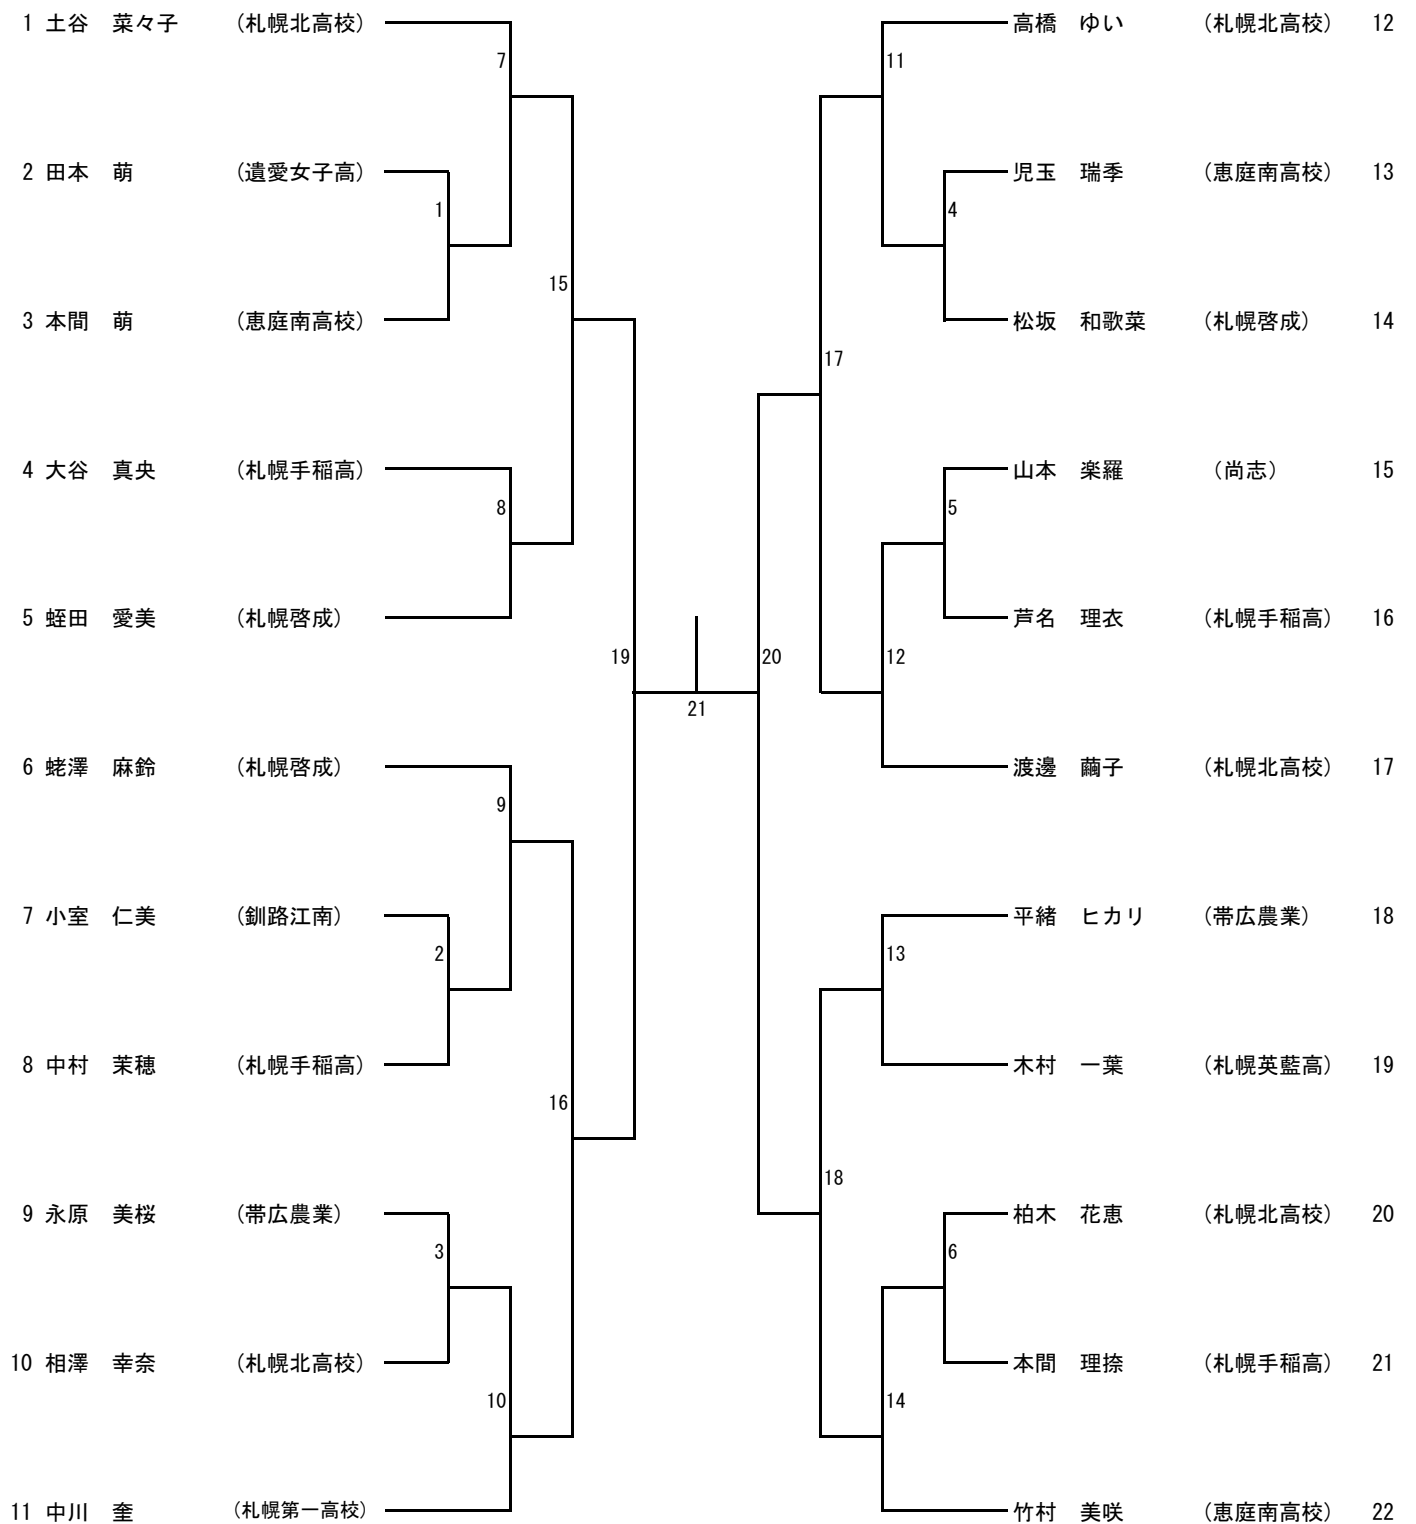 1 土谷　菜々子 （札幌北高校）
7
2 田本　萌 （遺愛女子高）
1
3 本間　萌 （恵庭南高校）
15
4 大谷　真央 （札幌手稲高）
8
5 蛭田　愛美 （札幌啓成）
19
6 蛯澤　麻鈴 （札幌啓成）
9
7 小室　仁美 （釧路江南）
2
8 中村　茉穂 （札幌手稲高）
16
9 永原　美桜 （帯広農業）
3
10 相澤　幸奈 （札幌北高校）
10
11 中川　奎 （札幌第一高校）
21
高橋　ゆい （札幌北高校） 12
11
児玉　瑞季 （恵庭南高校） 13
4
松坂　和歌菜 （札幌啓成） 14
17
山本　楽羅 （尚志） 15
5
芦名　理衣 （札幌手稲高） 16
20
12
渡邊　繭子 （札幌北高校） 17
平緒　ヒカリ （帯広農業） 18
13
木村　一葉 （札幌英藍高） 19
18
柏木　花恵 （札幌北高校） 20
6
本間　理捺 （札幌手稲高） 21
14
竹村　美咲 （恵庭南高校） 22